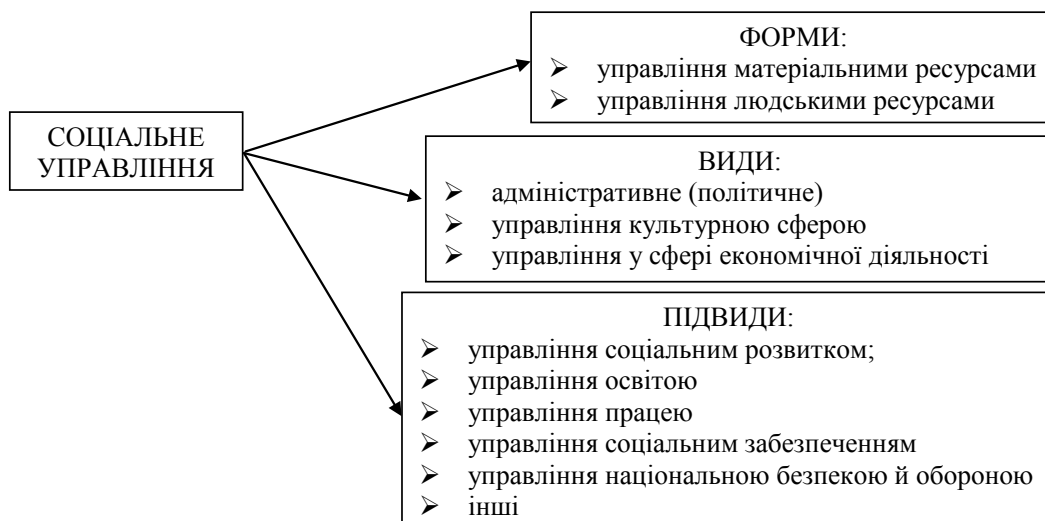 СОЦІАЛЬНЕ
УПРАВЛІННЯ
ФОРМИ:
➢ управління матеріальними ресурсами
➢ управління людськими ресурсами
ВИДИ:
➢ адміністративне (політичне)
➢ управління культурною сферою
➢ управління у сфері економічної діяльності
ПІДВИДИ:
➢ управління соціальним розвитком;
➢ управління освітою
➢ управління працею
➢ управління соціальним забезпеченням
➢ управління національною безпекою й обороною
➢ інші